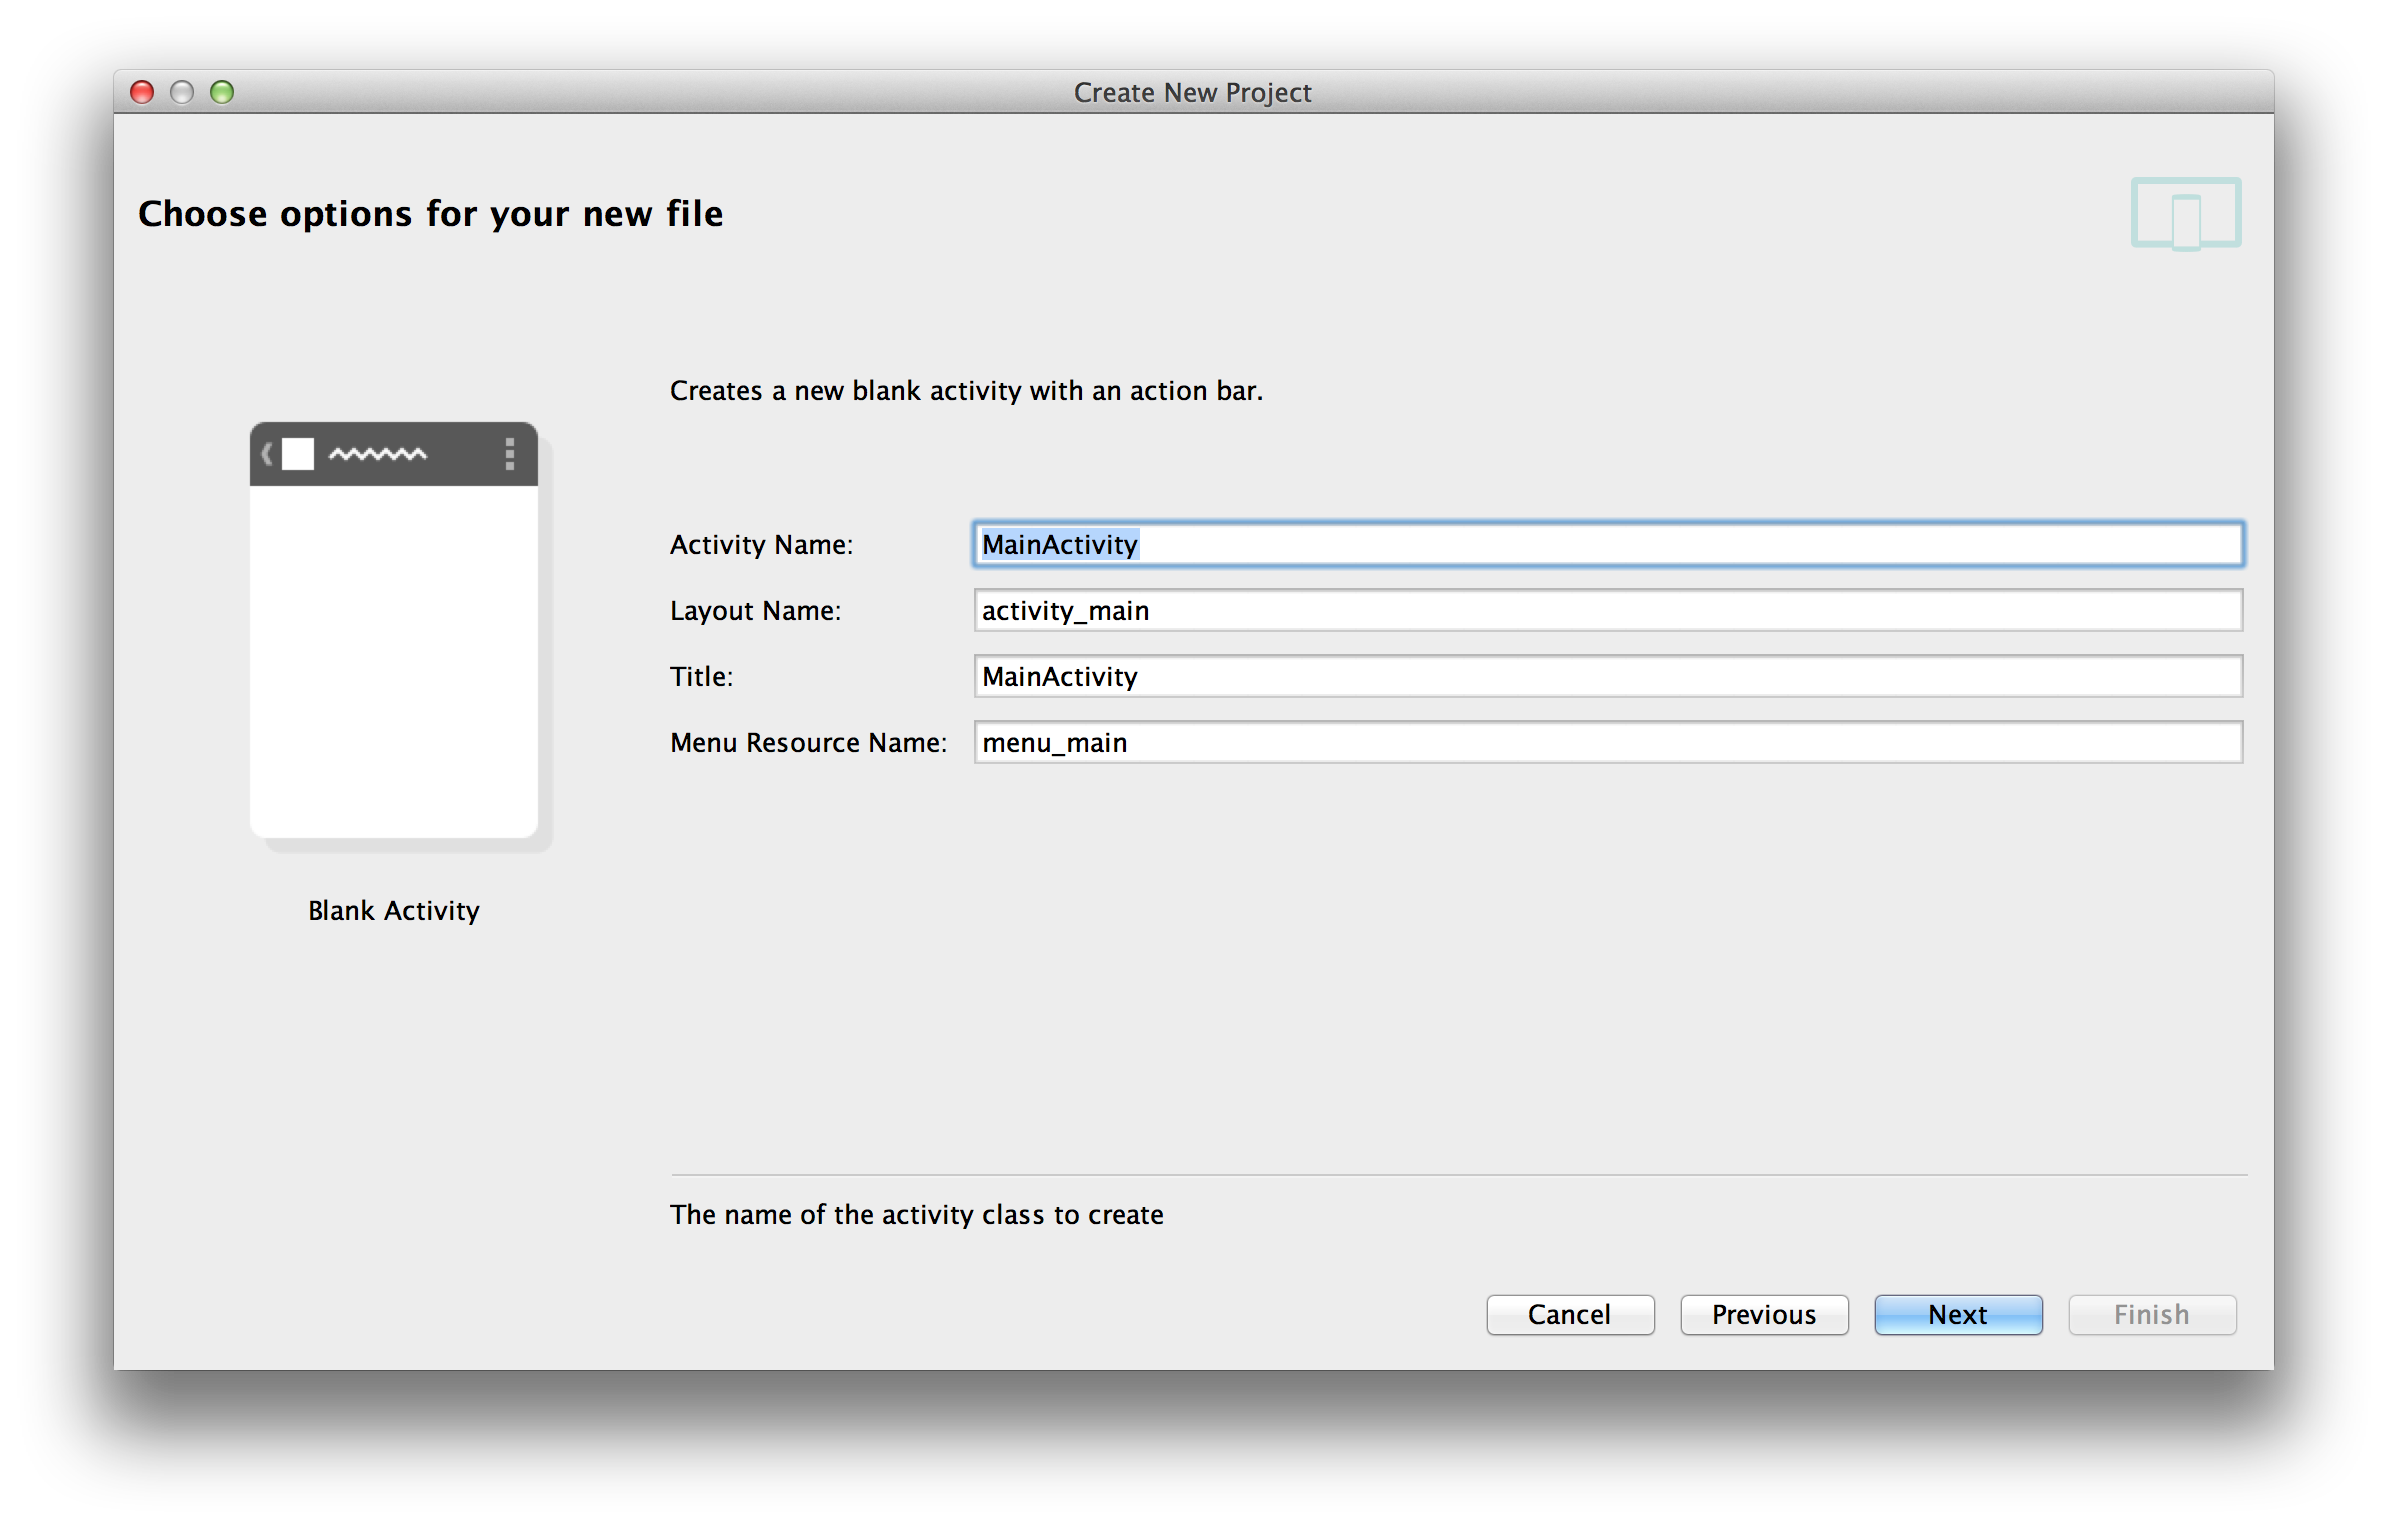 Create New Project
Choose options for your new file
Creates a new blank activity with an action bar.
Activity Name: MainActivity
Layout Name: activity_main
Title: MainActivity
Menu Resource Name: menu_main
Blank Activity
The name of the activity class to create
Cancel Previous Next Finish